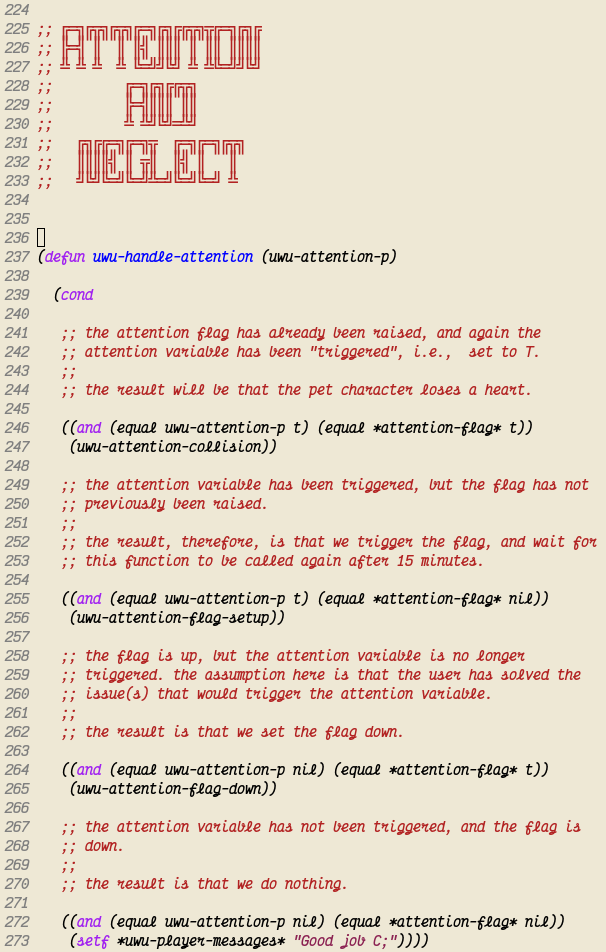 224
225 ;;
226 ;; ATTENTION
227 ;;
228 ;;
229 ;; AND
230 ;;
231 ;;
232 ;; NEGLECT
233 ;;
234
235
236
237 (defun uwu-handle-attention (uwu-attention-p)
238
239 (cond
240
241 ;; the attention flag has already been raised, and again the
242 ;; attention variable has been "triggered", i.e., set to T.
243 ;;
244 ;; the result will be that the pet character loses a heart.
245
246 ((and (equal uwu-attention-p t) (equal *attention-flag* t))
247 (uwu-attention-collision))
248
249 ;; the attention variable has been triggered, but the flag has not
250 ;; previously been raised.
251 ;;
252 ;; the result, therefore, is that we trigger the flag, and wait for
253 ;; this function to be called again after 15 minutes.
254
255 ((and (equal uwu-attention-p t) (equal *attention-flag* nil))
256 (uwu-attention-flag-setup))
257
258 ;; the flag is up, but the attention variable is no longer
259 ;; triggered. the assumption here is that the user has solved the
260 ;; issue(s) that would trigger the attention variable.
261 ;;
262 ;; the result is that we set the flag down.
263
264 ((and (equal uwu-attention-p nil) (equal *attention-flag* t))
265 (uwu-attention-flag-down))
266
267 ;; the attention variable has not been triggered, and the flag is
268 ;; down.
269 ;;
270 ;; the result is that we do nothing.
271
272 ((and (equal uwu-attention-p nil) (equal *attention-flag* nil))
273 (setf *uwu-player-messages* "Good job C;"))))